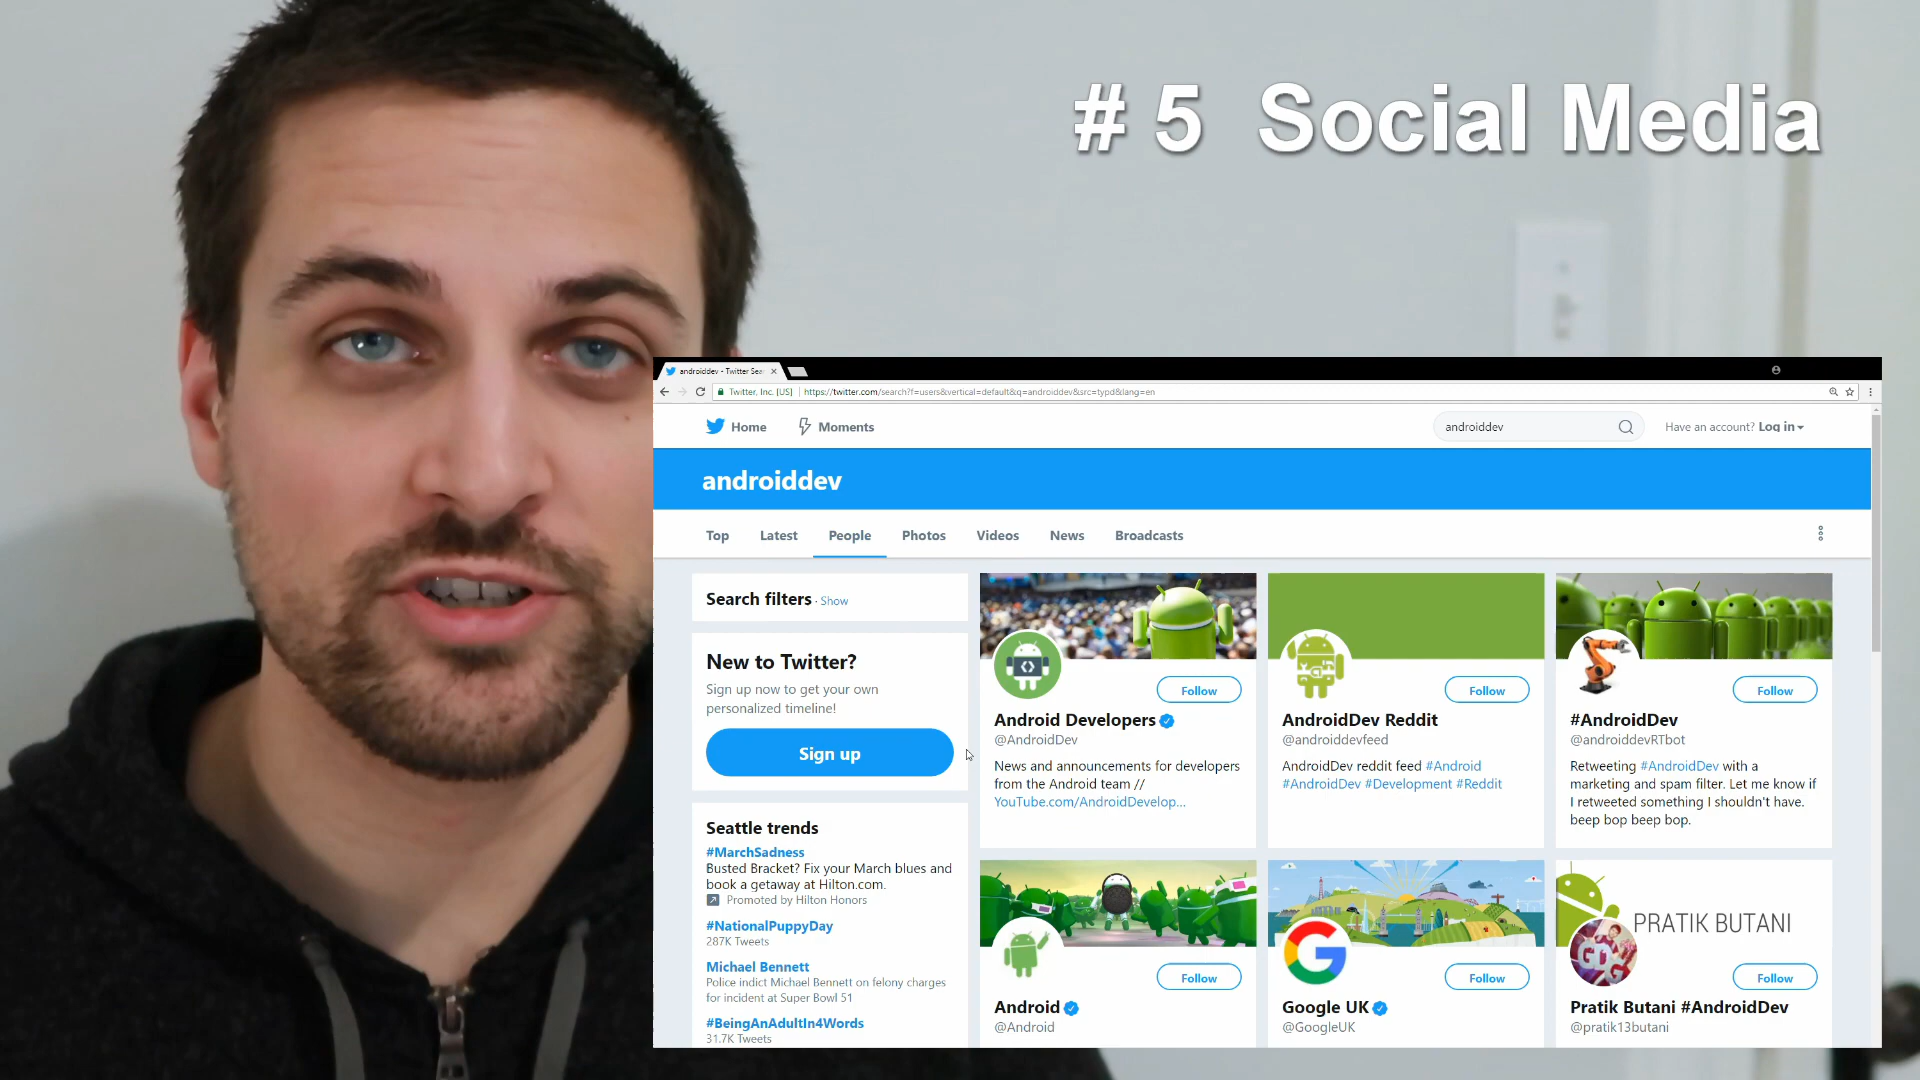 # 5 Social Media
androiddev - Twitter Sea
Twitter, Inc. [US] https://twitter.com/search?f=users&vertical=default&q=androiddev&src=typd&lang=en
Home Moments androiddev Have an account? Log in
androiddev
Top Latest People Photos Videos News Broadcasts
Search filters · Show
New to Twitter?
Sign up now to get your own
personalized timeline!
Sign up
Seattle trends
#MarchSadness
Busted Bracket? Fix your March blues and
book a getaway at Hilton.com.
Promoted by Hilton Honors
#NationalPuppyDay
287K Tweets
Michael Bennett
Police indict Michael Bennett on felony charges
for incident at Super Bowl 51
#BeingAnAdultIn4Words
31.7K Tweets
Follow
Android Developers
@AndroidDev
News and announcements for developers
from the Android team //
YouTube.com/AndroidDevelop...
Follow
AndroidDev Reddit
@androiddevfeed
AndroidDev reddit feed #Android
#AndroidDev #Development #Reddit
Follow
#AndroidDev
@androiddevRTbot
Retweeting #AndroidDev with a
marketing and spam filter. Let me know if
I retweeted something I shouldn't have.
beep bop beep bop.
Follow
Android
@Android
Follow
Google UK
@GoogleUK
PRATIK BUTANI
GDG
Follow
Pratik Butani #AndroidDev
@pratik13butani